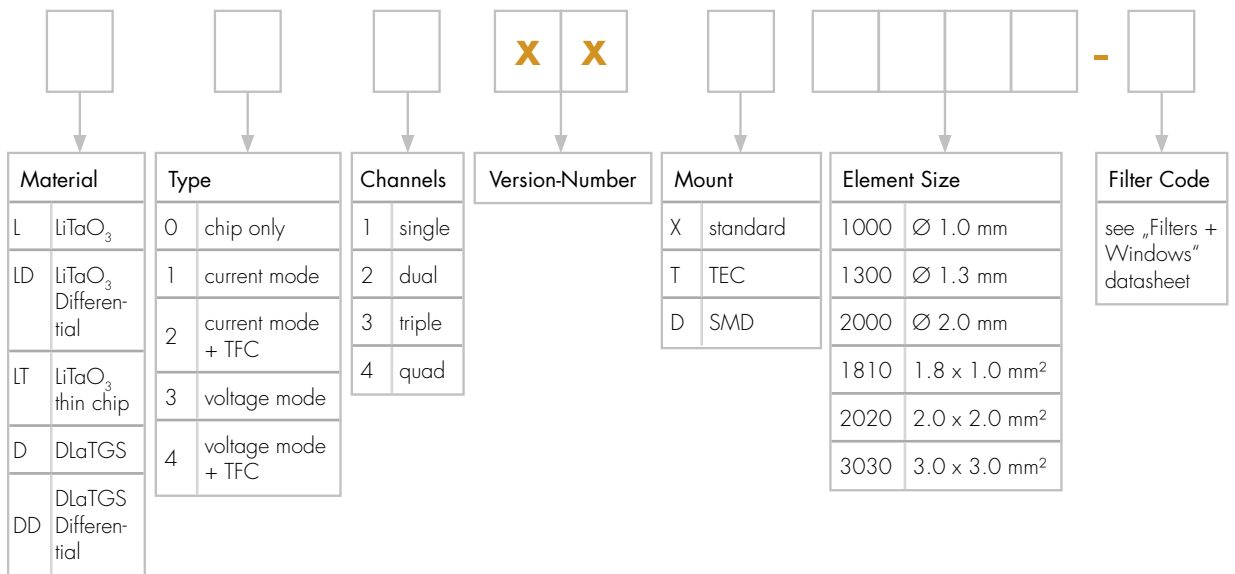 X X -
Material
L LiTaO₃
LD LiTaO₃
Differen-
tial
LT LiTaO₃
thin chip
D DLaTGS
DD DLaTGS
Differen-
tial
Type
0 chip only
1 current mode
2 current mode
+ TFC
3 voltage mode
4 voltage mode
+ TFC
Channels
1 single
2 dual
3 triple
4 quad
Version-Number
Mount
X standard
T TEC
D SMD
Element Size
1000 Ø 1.0 mm
1300 Ø 1.3 mm
2000 Ø 2.0 mm
1810 1.8 x 1.0 mm²
2020 2.0 x 2.0 mm²
3030 3.0 x 3.0 mm²
Filter Code
see „Filters +
Windows“
datasheet